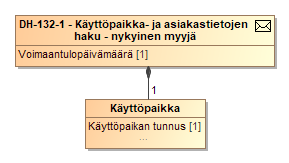 DH-132-1 - Käyttöpaikka- ja asiakastietojen
haku - nykyinen myyjä
Voimaantulopäivämäärä [1]
1
Käyttöpaikka
Käyttöpaikan tunnus [1]
...